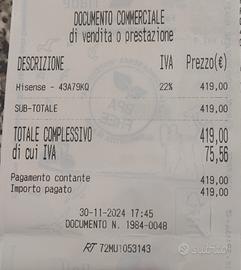 DOCUMENTO COMMERCIALE
di vendita o prestazione
DESCRIZIONE IVA Prezzo(€)
Hisense - 43A79KQ 22% 419,00
SUB-TOTALE 419,00
TOTALE COMPLESSIVO 419,00
di cui IVA 75,56
Pagamento contante 419,00
Importo pagato 419,00
30-11-2024 17:45
DOCUMENTO N. 1984-0048
RT 72MU1053143
subito